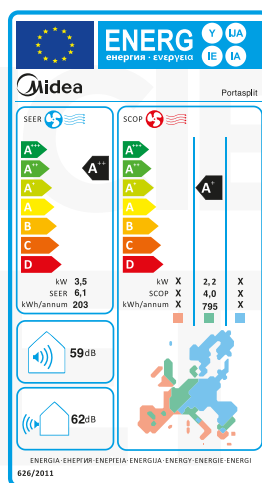 ENERG
енергия · ενεργεια
Y
IJA
IE
IA
Midea
Portasplit
SEER
SCOP
A+++
A++
A+
A
B
C
D
A++
A+++
A++
A+
A
B
C
D
A+
kW 3,5
SEER 6,1
kWh/annum 203
kW X 2,2 X
SCOP X 4,0 X
kWh/annum X 795 X
59dB
62dB
ENERGIA·ЕНЕРГИЯ·ΕΝΕΡΓΕΙΑ·ENERGIJA·ENERGY·ENERGIE·ENERGI
626/2011